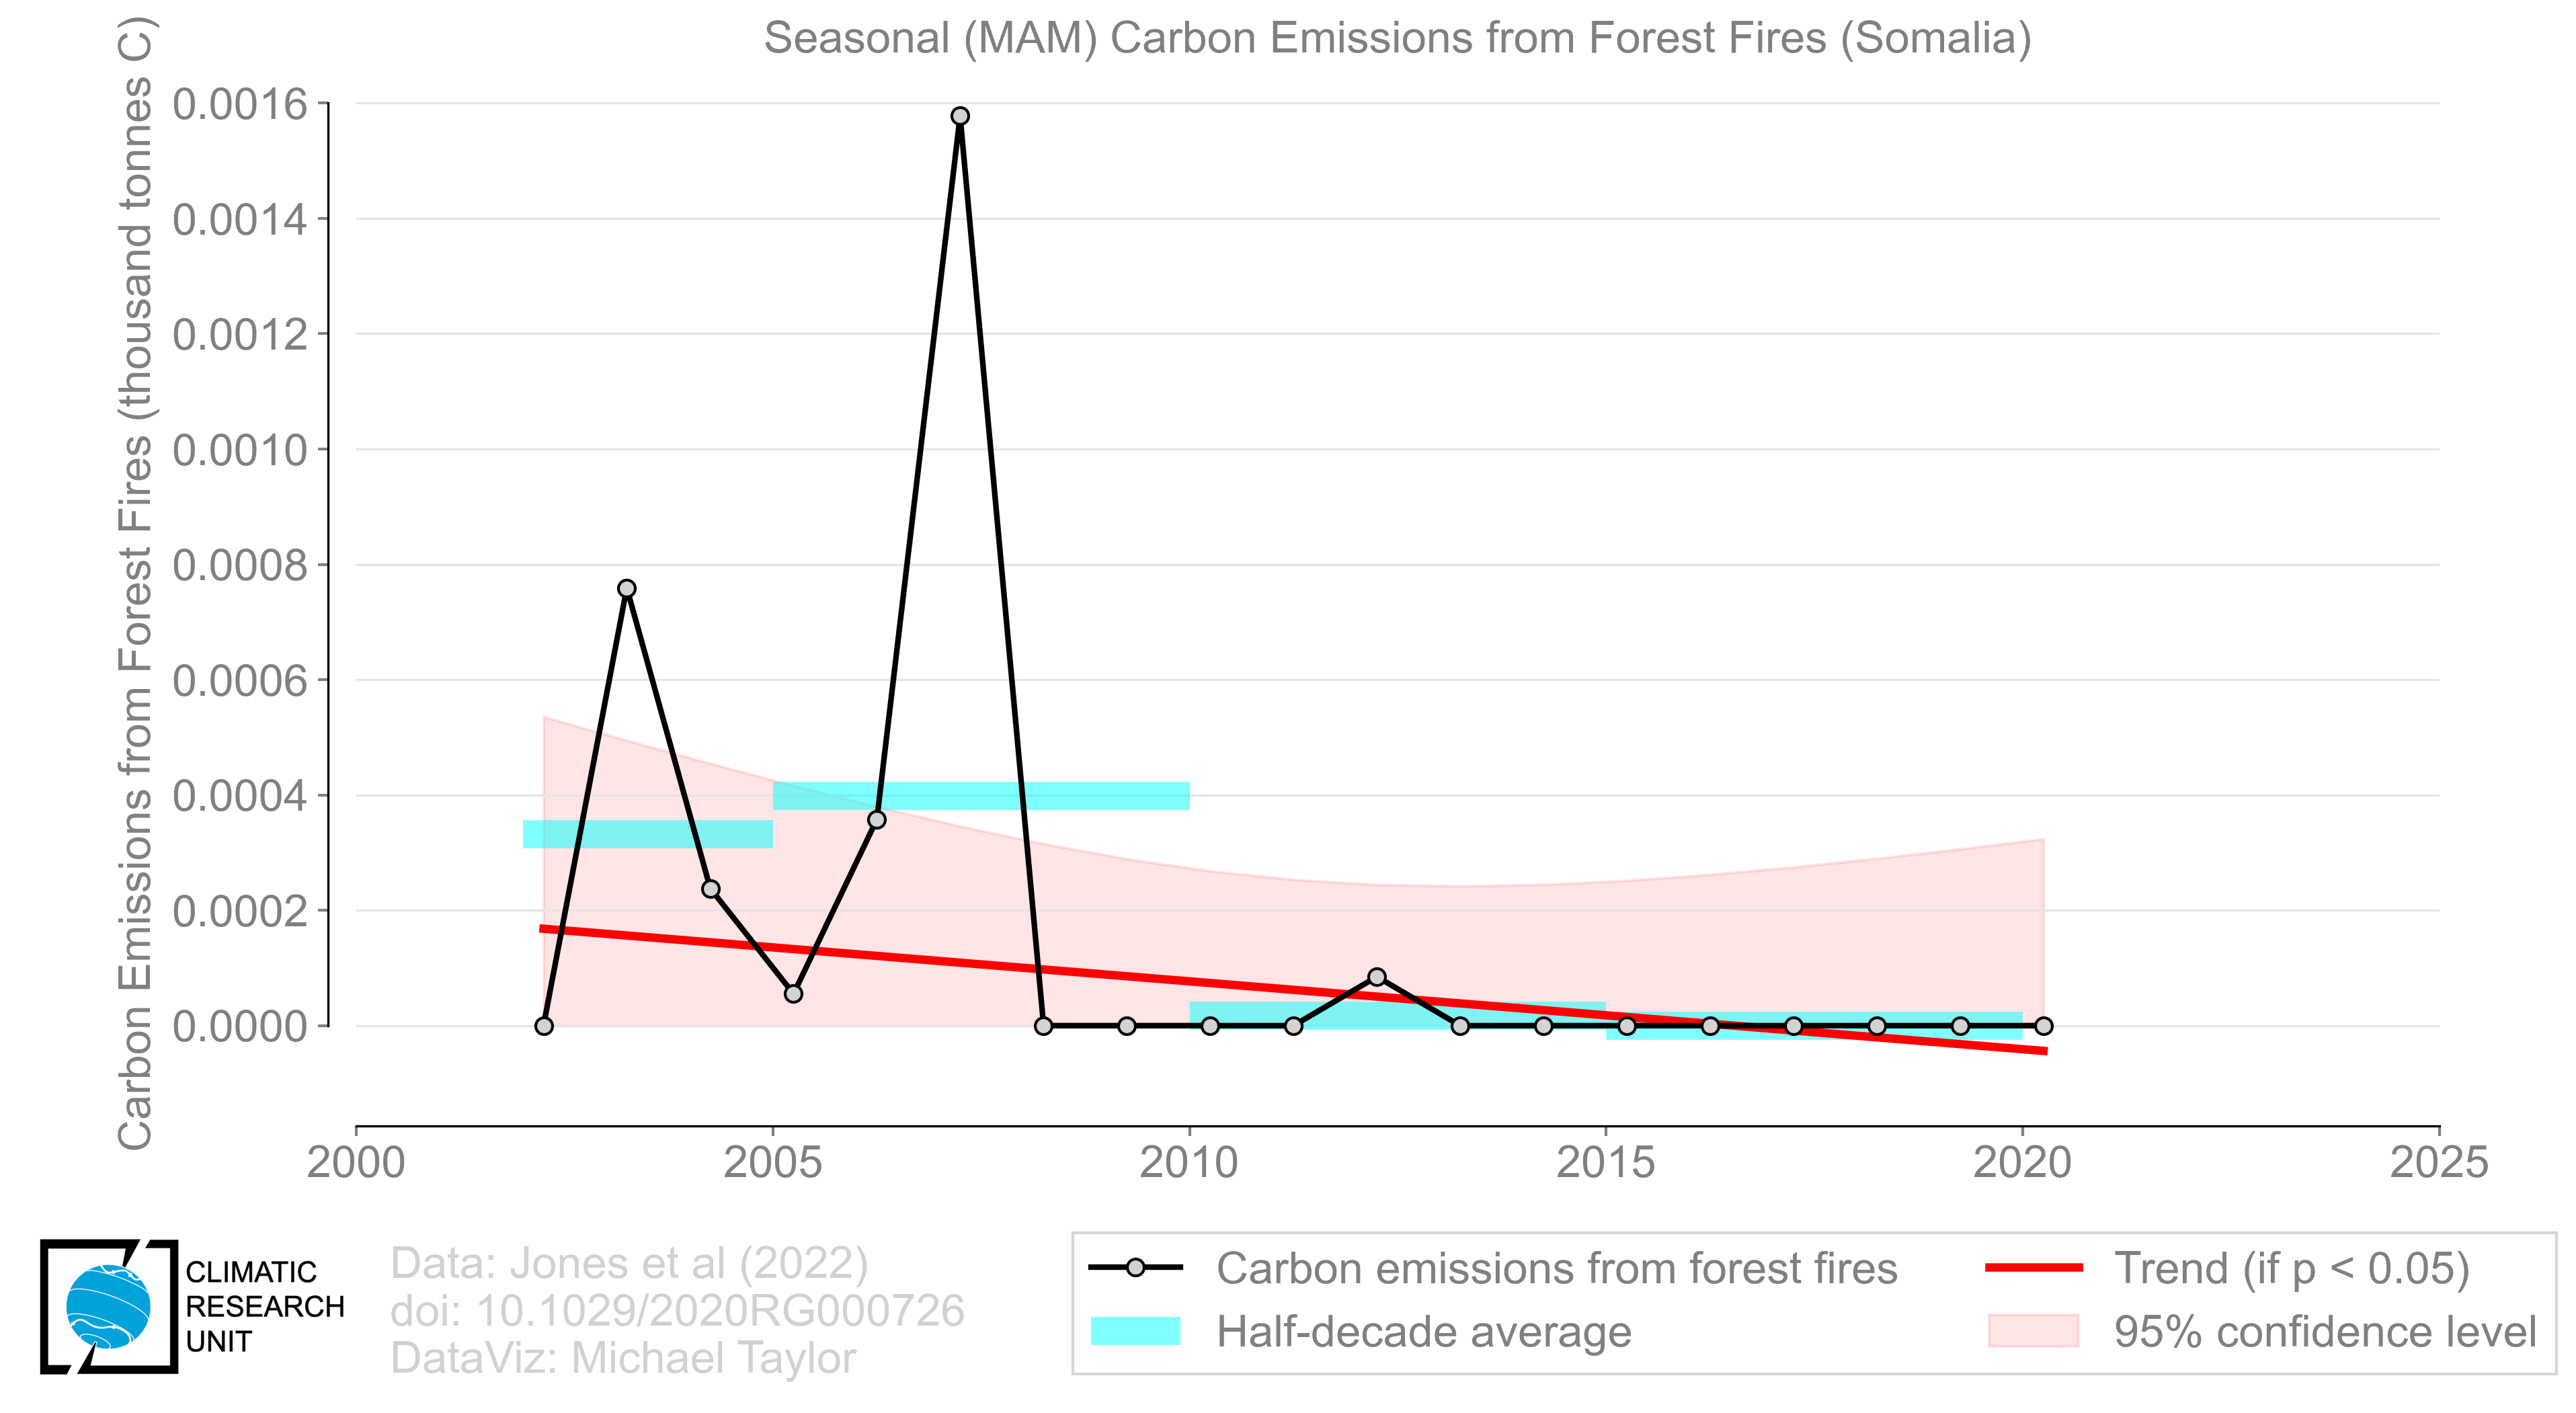 Seasonal (MAM) Carbon Emissions from Forest Fires (Somalia)
Carbon Emissions from Forest Fires (thousand tonnes C)
0.0016
0.0014
0.0012
0.0010
0.0008
0.0006
0.0004
0.0002
0.0000
2000 2005 2010 2015 2020 2025
CLIMATIC
RESEARCH
UNIT
Data: Jones et al (2022)
doi: 10.1029/2020RG000726
DataViz: Michael Taylor
Carbon emissions from forest fires
Half-decade average
Trend (if p < 0.05)
95% confidence level